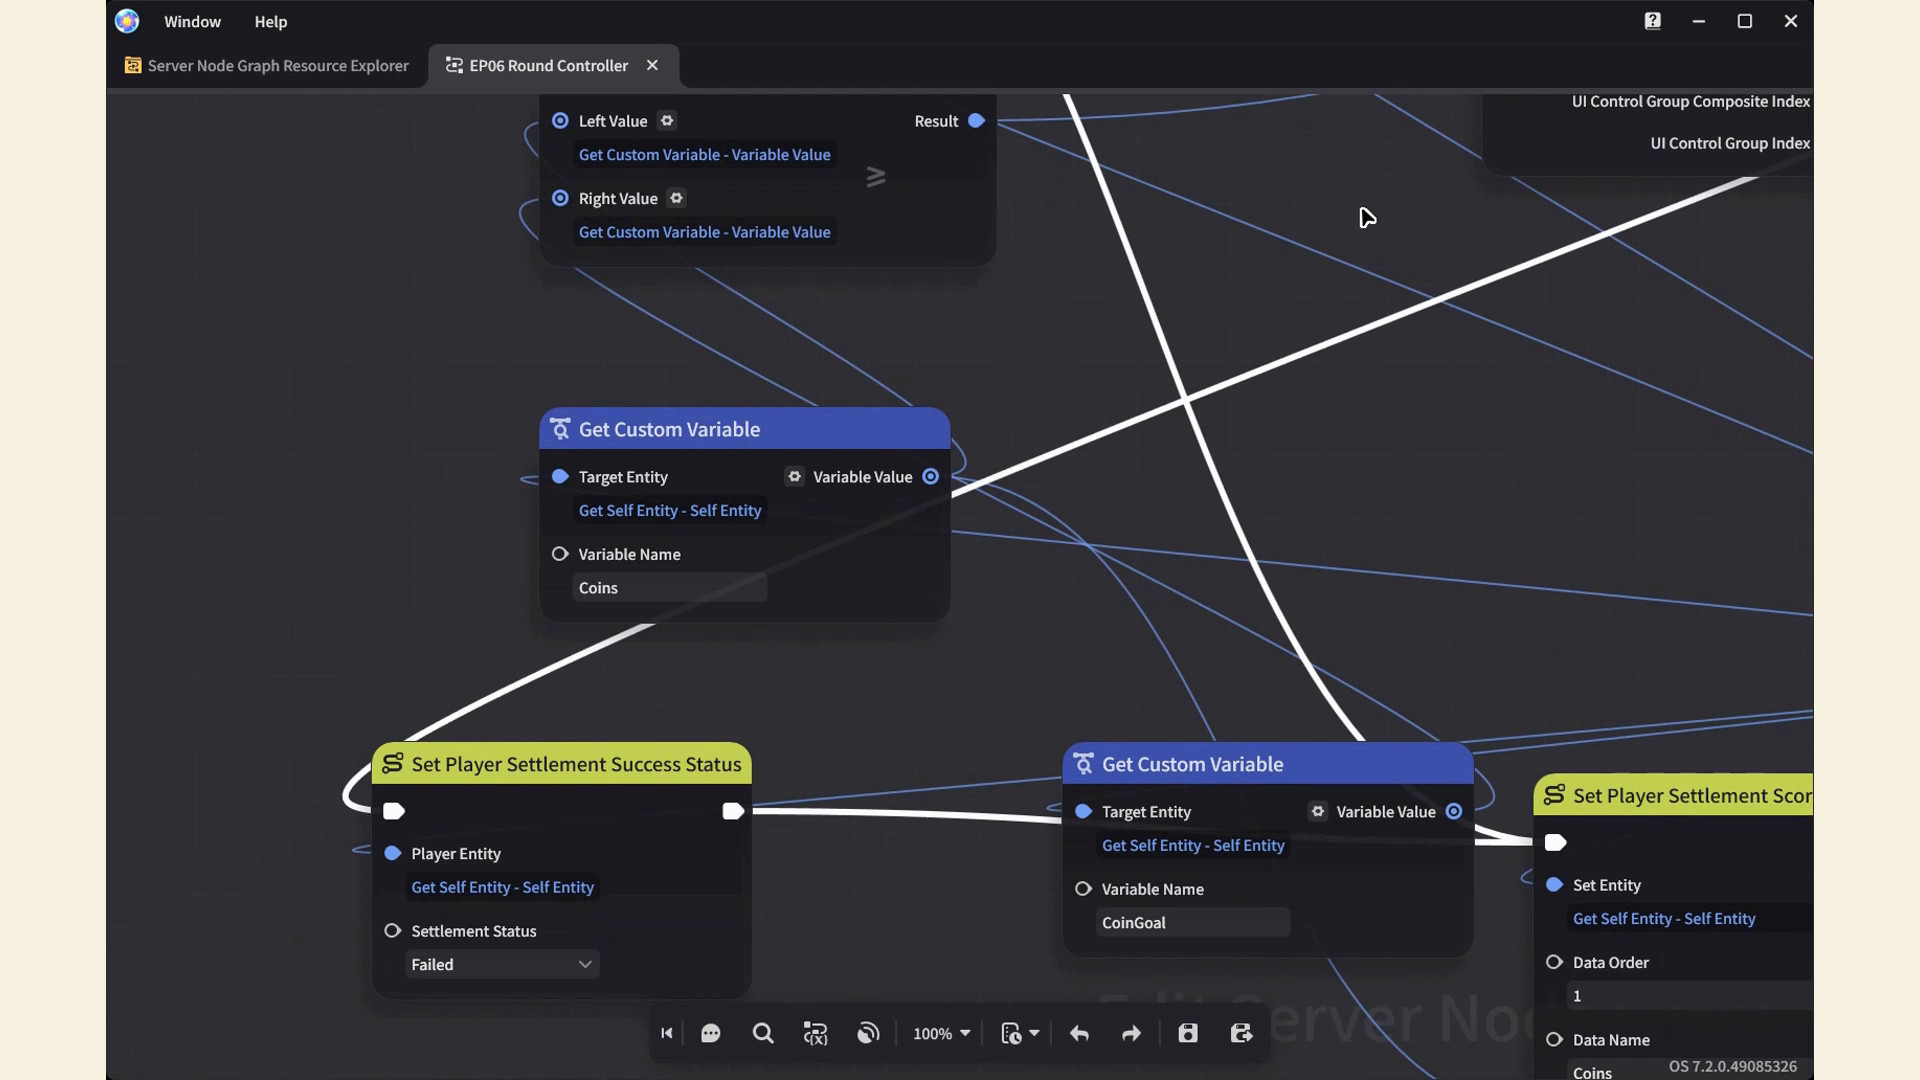 Window Help
Server Node Graph Resource Explorer
EP06 Round Controller
Left Value
Result
Get Custom Variable - Variable Value
Right Value
Get Custom Variable - Variable Value
UI Control Group Composite Index
UI Control Group Index
Get Custom Variable
Target Entity
Variable Value
Get Self Entity - Self Entity
Variable Name
Coins
Set Player Settlement Success Status
Player Entity
Get Self Entity - Self Entity
Settlement Status
Failed
Get Custom Variable
Target Entity
Variable Value
Get Self Entity - Self Entity
Variable Name
CoinGoal
Set Player Settlement Scor
Set Entity
Get Self Entity - Self Entity
Data Order
1
Data Name
Coins
100%
OS 7.2.0.49085326